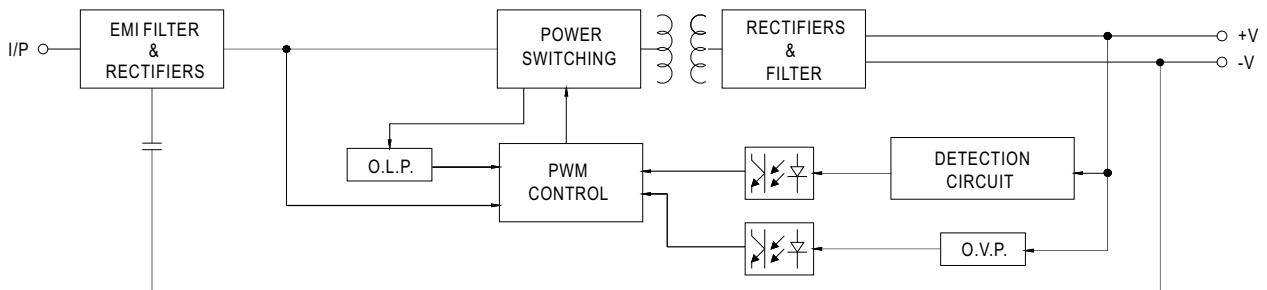 I/P
EMI FILTER
&
RECTIFIERS
POWER
SWITCHING
RECTIFIERS
&
FILTER
+V
-V
O.L.P.
PWM
CONTROL
DETECTION
CIRCUIT
O.V.P.